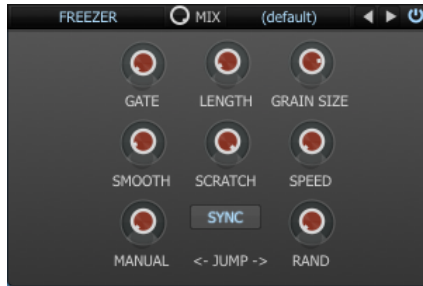 FREEZER MIX (default)
GATE LENGTH GRAIN SIZE
SMOOTH SCRATCH SPEED
SYNC
MANUAL <- JUMP -> RAND